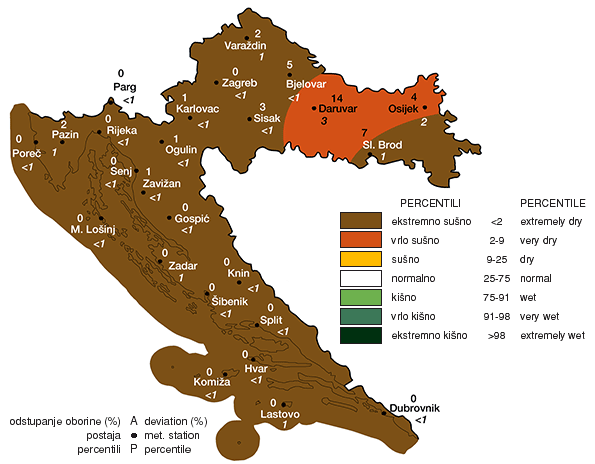 2
Varaždin
1
0
Zagreb
<1
5
Bjelovar
<1
0
Parg
<1
1
Karlovac
<1
3
Sisak
<1
14
Daruvar
3
4
Osijek
2
7
Sl. Brod
1
0
Poreč
<1
2
Pazin
1
0
Rijeka
<1
1
Ogulin
<1
0
Senj
<1
1
Zavižan
<1
0
Gospić
<1
0
M. Lošinj
<1
0
Zadar
1
0
Knin
<1
0
Šibenik
<1
0
Split
<1
0
Hvar
<1
0
Komiža
<1
0
Lastovo
1
0
Dubrovnik
<1
PERCENTILI PERCENTILE
ekstremno sušno <2 extremely dry
vrlo sušno 2-9 very dry
sušno 9-25 dry
normalno 25-75 normal
kišno 75-91 wet
vrlo kišno 91-98 very wet
ekstremno kišno >98 extremely wet
odstupanje oborine (%) A deviation (%)
postaja met. station
percentili P percentile